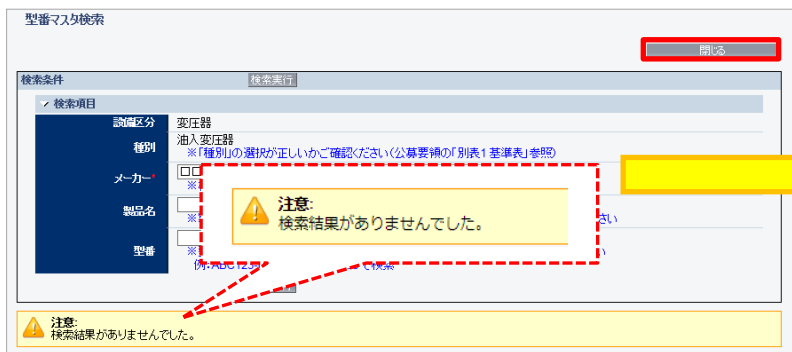 型番マスタ検索
閉じる
検索条件
検索実行
検索項目
設備区分 変圧器
種別 油入変圧器
※「種別」の選択が正しいかご確認ください(公募要領の「別表1 基準表」参照)
メーカー* □□
※
製品名
※ さい
型番
※
例:ABC123 で検索
注意:
検索結果がありませんでした。
注意:
検索結果がありませんでした。